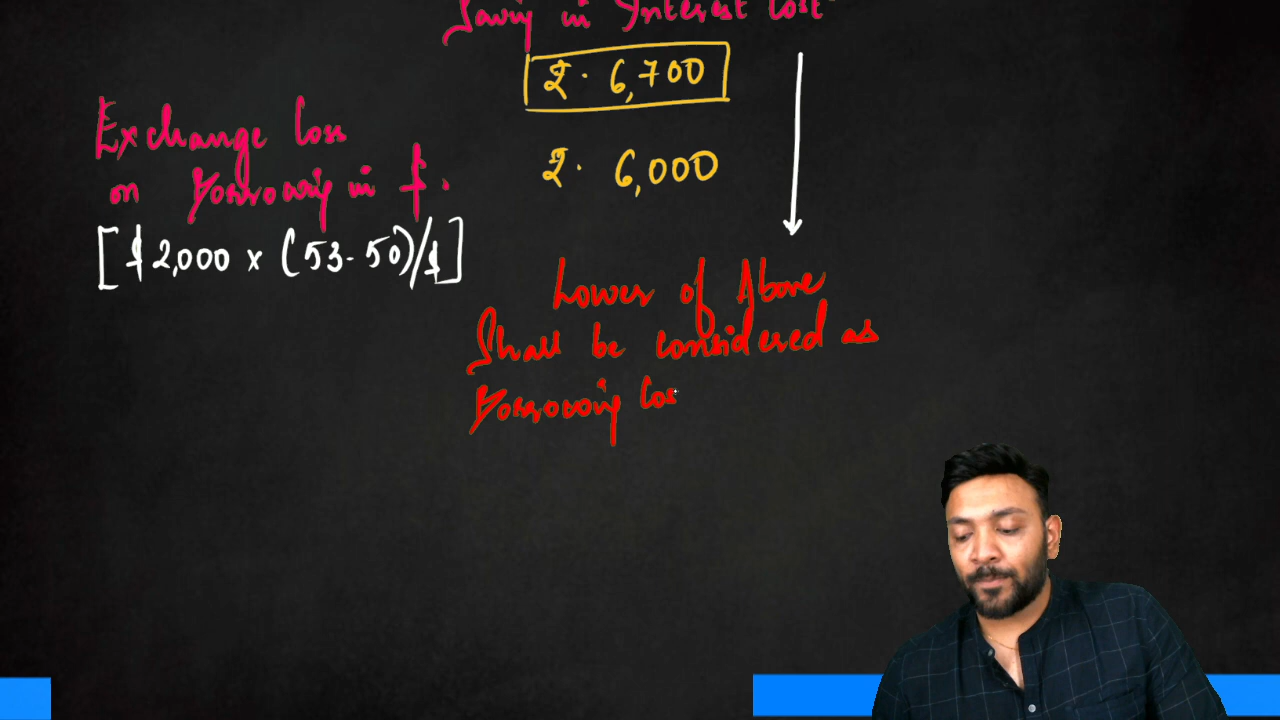 Saving in Interest Cost
₹. 6,700
Exchange Loss
on Borrowing in $.
₹. 6,000
[$2,000 x (53-50)/$]
Lower of Above
Shall be considered as
Borrowing Cos